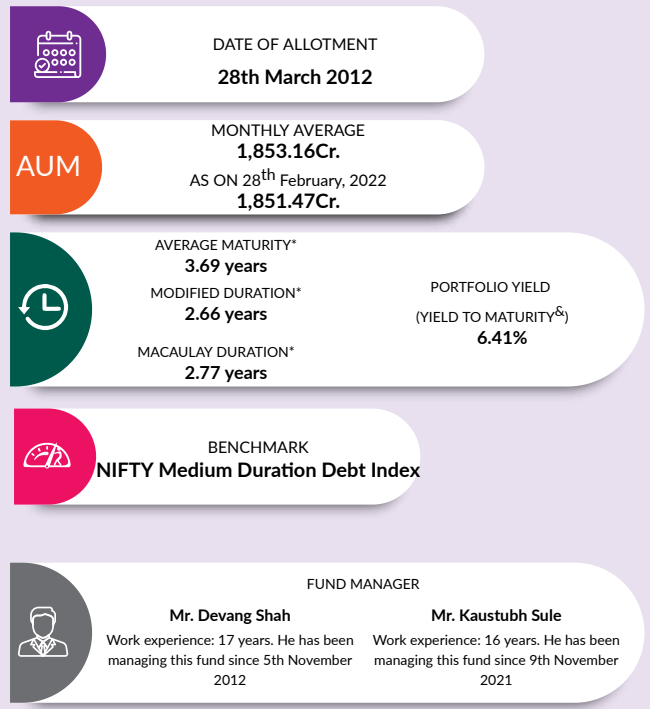 DATE OF ALLOTMENT
28th March 2012
AUM
MONTHLY AVERAGE
1,853.16Cr.
AS ON 28th February, 2022
1,851.47Cr.
AVERAGE MATURITY*
3.69 years
MODIFIED DURATION*
2.66 years
MACAULAY DURATION*
2.77 years
PORTFOLIO YIELD
(YIELD TO MATURITY&)
6.41%
BENCHMARK
NIFTY Medium Duration Debt Index
FUND MANAGER
Mr. Devang Shah
Work experience: 17 years. He has been
managing this fund since 5th November
2012
Mr. Kaustubh Sule
Work experience: 16 years. He has been
managing this fund since 9th November
2021